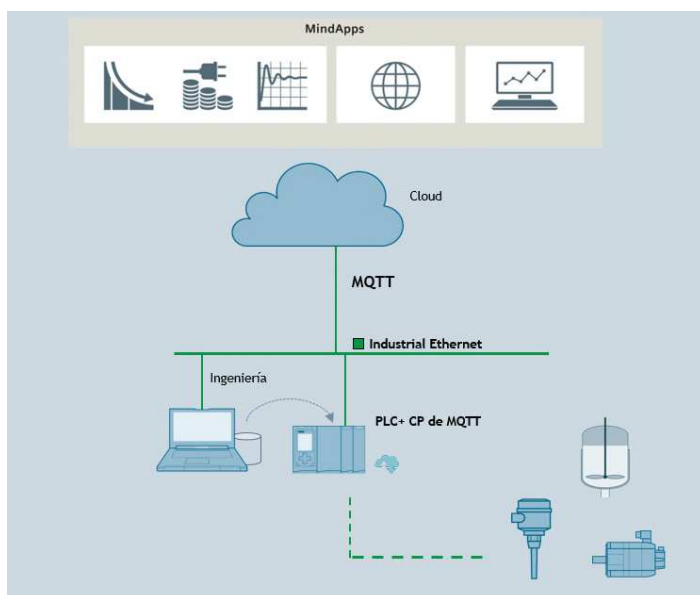 MindApps
Cloud
MQTT
Industrial Ethernet
Ingeniería
PLC+ CP de MQTT